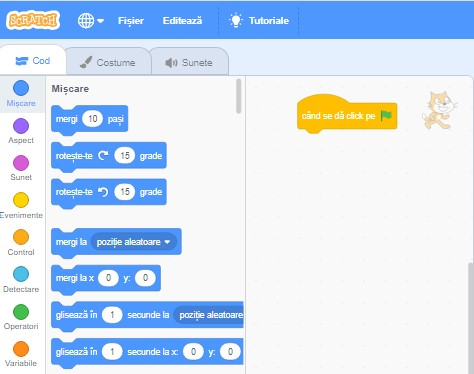 SCRATCH
Fișier
Editează
Tutoriale
Cod
Costume
Sunete
Mișcare
Aspect
Sunet
Evenimente
Control
Detectare
Operatori
Variabile
Mișcare
mergi 10 pași
rotește-te 15 grade
rotește-te 15 grade
mergi la poziție aleatoare
mergi la x 0 y: 0
glisează în 1 secunde la poziție aleatoare
glisează în 1 secunde la x: 0 y: 0
când se dă click pe